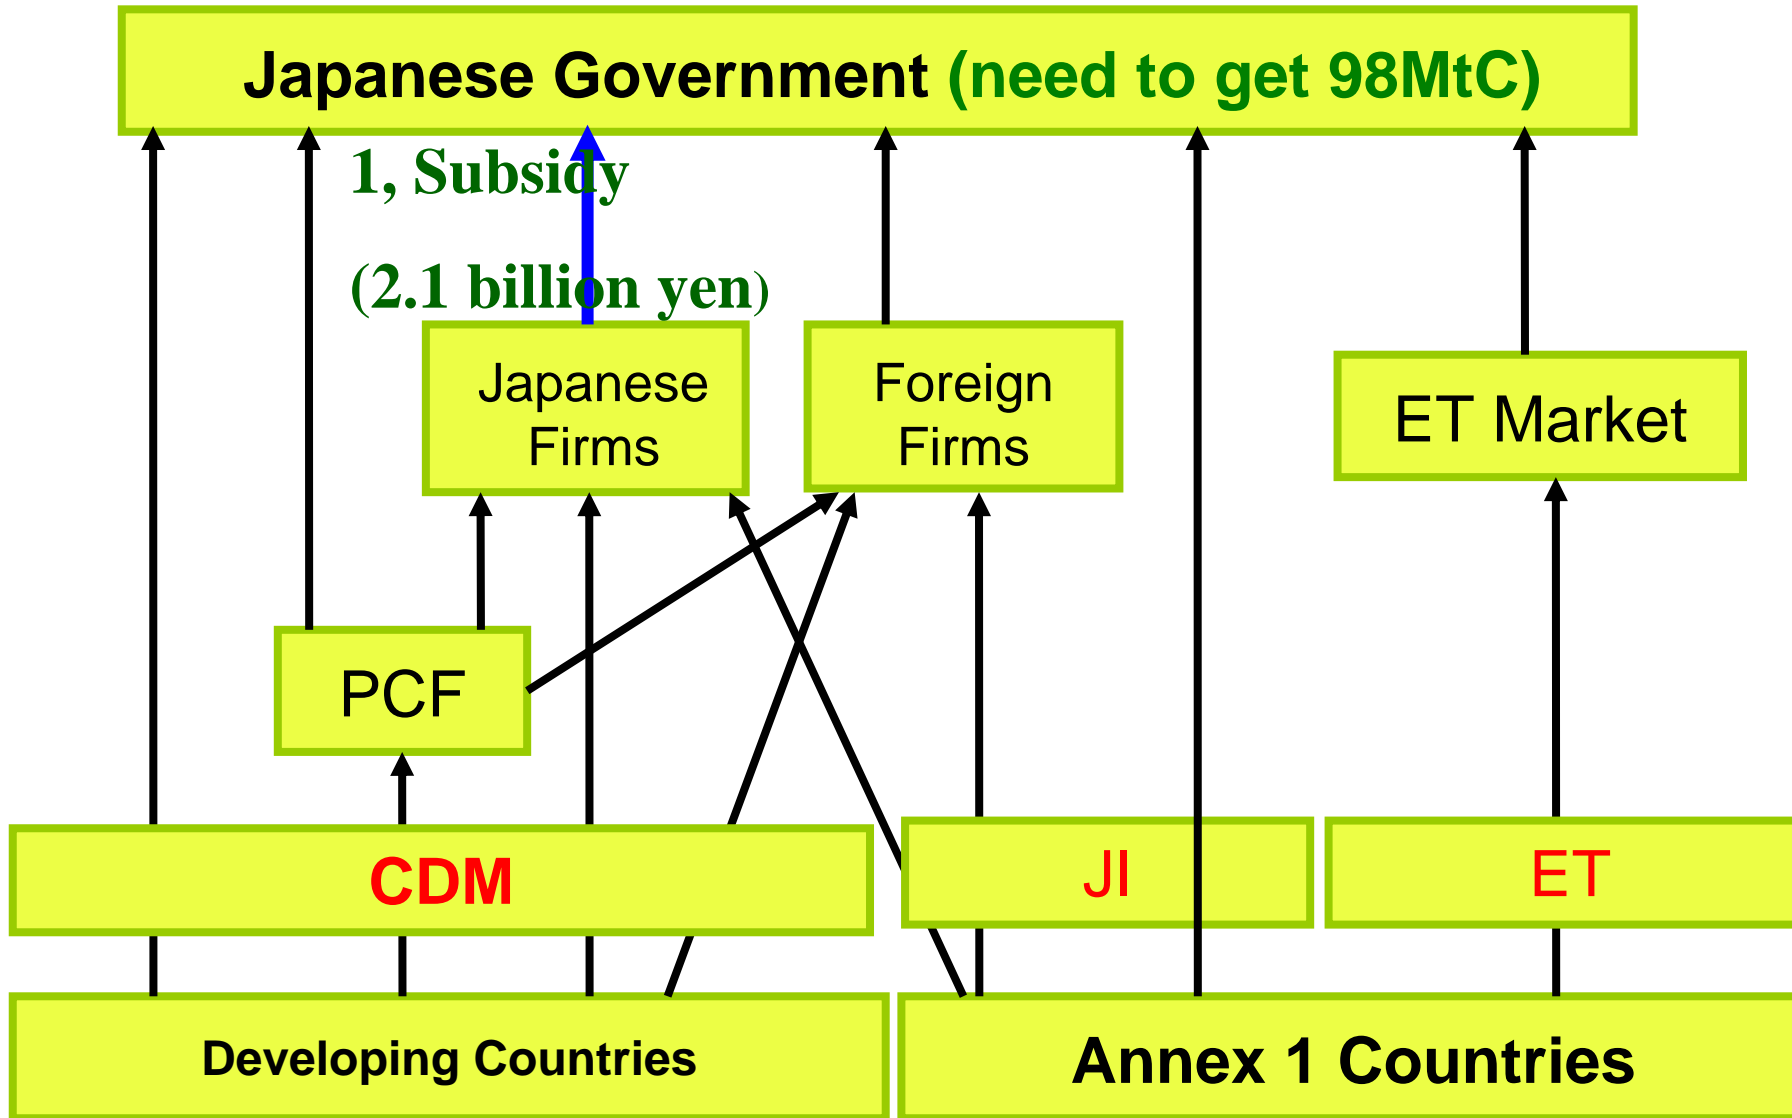 Japanese Government (need to get 98MtC)
1, Subsidy
(2.1 billion yen)
Japanese
Firms
Foreign
Firms
ET Market
PCF
CDM
JI
ET
Developing Countries
Annex 1 Countries